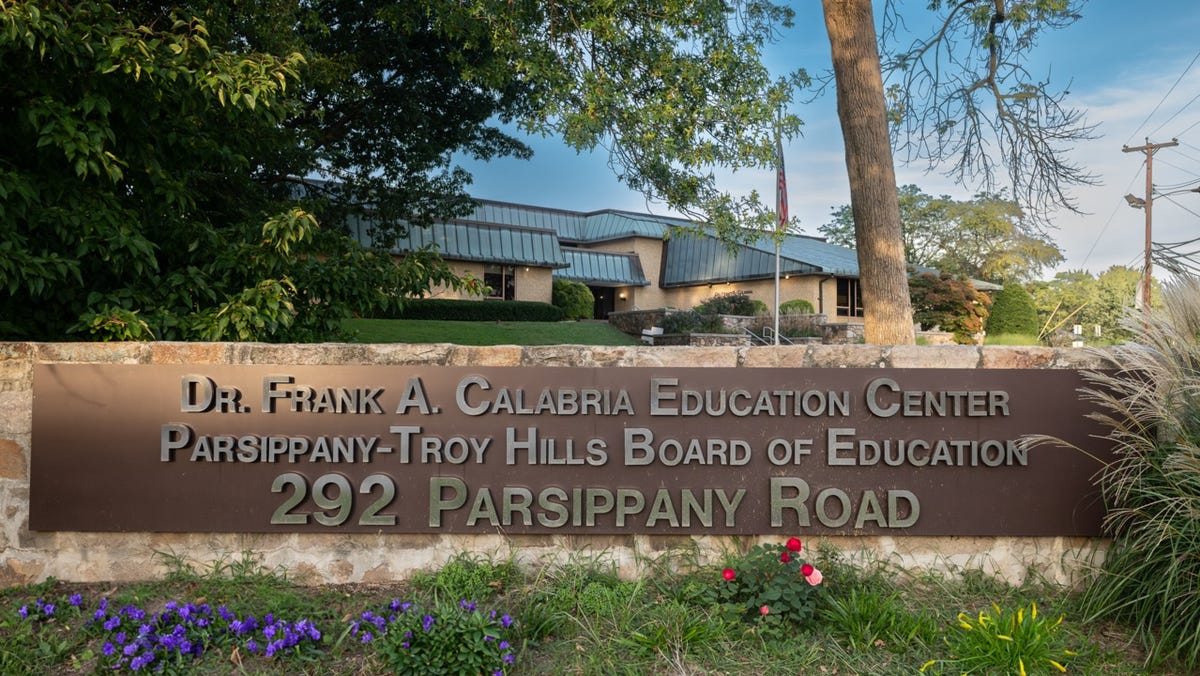 Dr. Frank A. Calabria Education Center
Parsippany-Troy Hills Board of Education
292 Parsippany Road